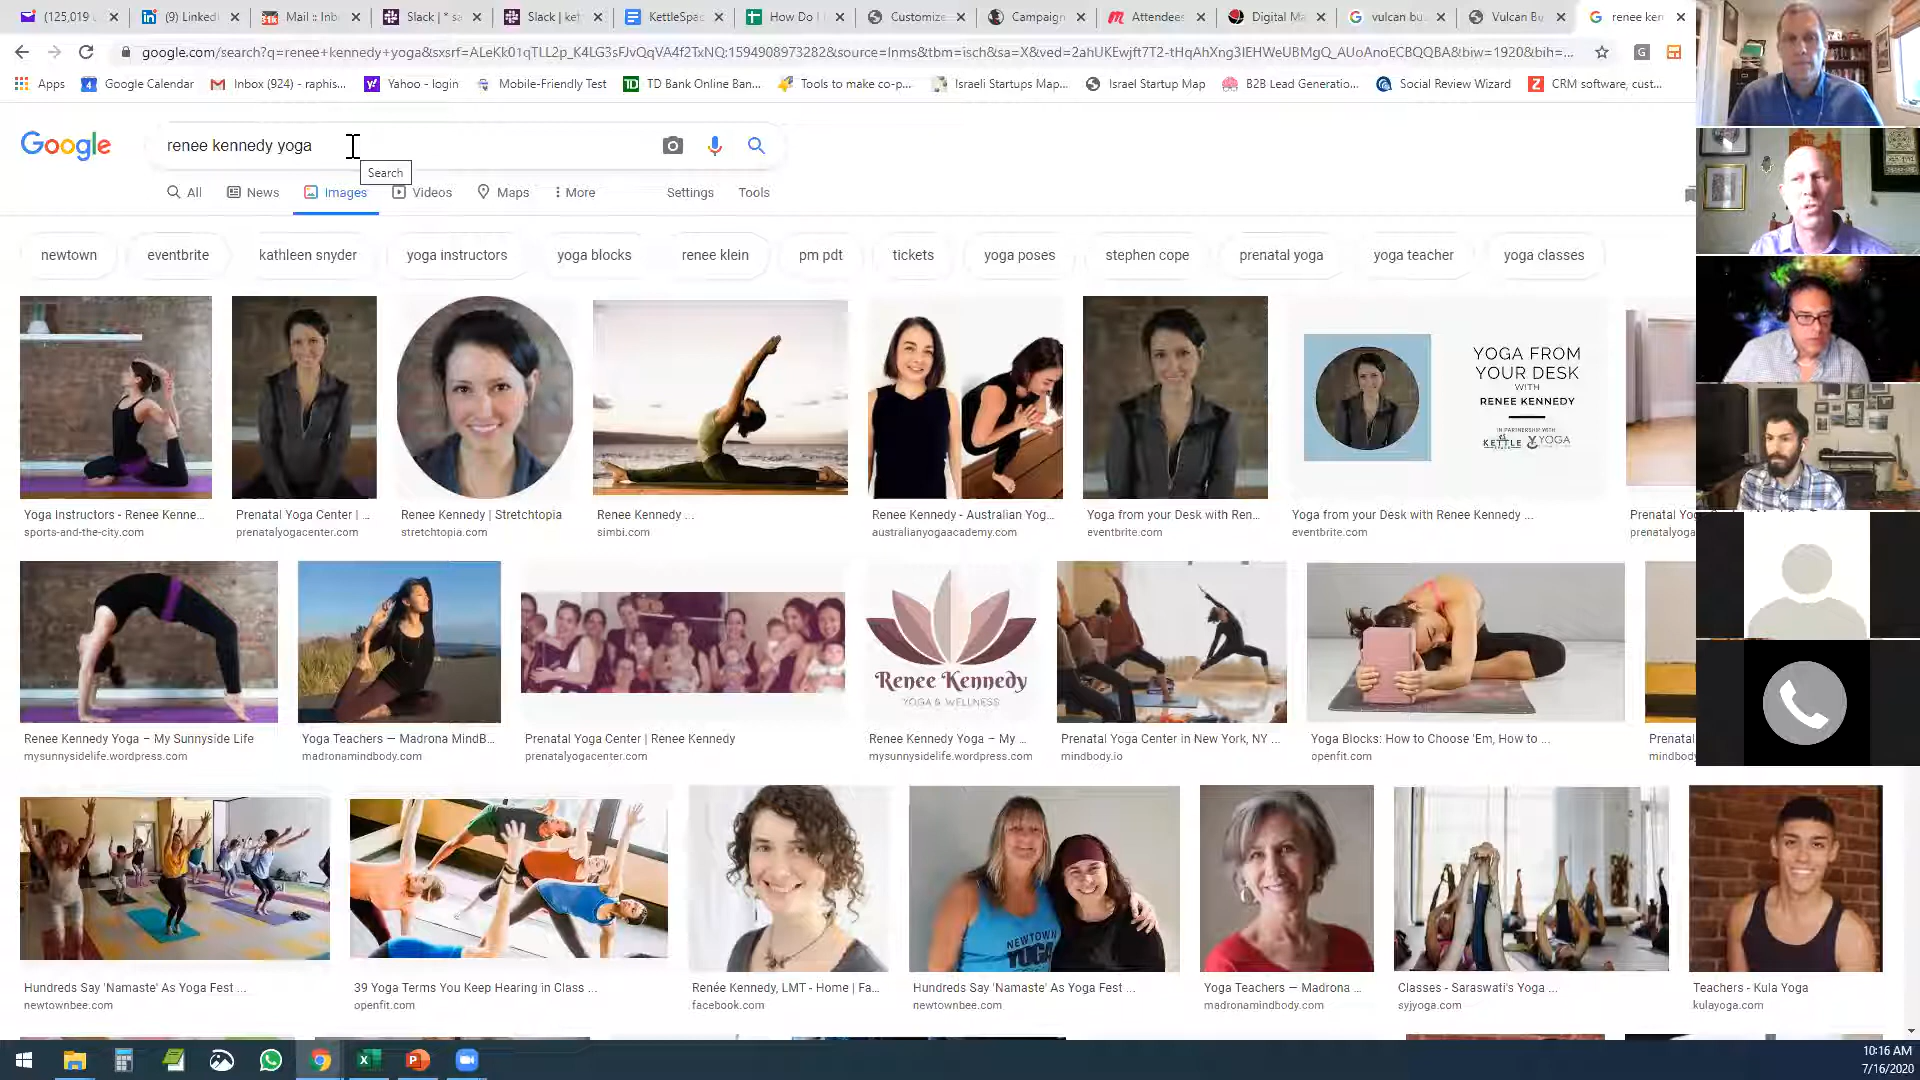 (125,019 u
(9) LinkedI
Mail :: Inb
Slack | * sa
Slack | ket
KettleSpac
How Do I
Customize
Campaign
Attendees
Digital Ma
vulcan bu
Vulcan Bu
renee ken
google.com/search?q=renee+kennedy+yoga&sxsrf=ALeKk01qTLL2p_K4LG3sFJvQqVA4f2TxNQ:1594908973282&source=lnms&tbm=isch&sa=X&ved=2ahUKEwjft7T2-tHqAhXng3IEHWeUBMgQ_AUoAnoECBQQBA&biw=1920&bih=...
Apps
Google Calendar
Inbox (924) - raphis...
Yahoo - login
Mobile-Friendly Test
TD Bank Online Ban...
Tools to make co-p...
Israeli Startups Map...
Israel Startup Map
B2B Lead Generatio...
Social Review Wizard
CRM software, cust...
Google
renee kennedy yoga
Search
All
News
Images
Videos
Maps
More
Settings
Tools
newtown
eventbrite
kathleen snyder
yoga instructors
yoga blocks
renee klein
pm pdt
tickets
yoga poses
stephen cope
prenatal yoga
yoga teacher
yoga classes
YOGA FROM
YOUR DESK
WITH
RENEE KENNEDY
IN PARTNERSHIP WITH
KETTLE
YOGA
Yoga Instructors - Renee Kenne...
sports-and-the-city.com
Prenatal Yoga Center | ...
prenatalyogacenter.com
Renee Kennedy | Stretchtopia
stretchtopia.com
Renee Kennedy ...
simbi.com
Renee Kennedy - Australian Yog...
australianyogaacademy.com
Yoga from your Desk with Ren...
eventbrite.com
Yoga from your Desk with Renee Kennedy ...
eventbrite.com
Prenatal Yo
prenatalyoga
Renee Kennedy
YOGA & WELLNESS
Renee Kennedy Yoga – My Sunnyside Life
mysunnysidelife.wordpress.com
Yoga Teachers — Madrona MindB...
madronamindbody.com
Prenatal Yoga Center | Renee Kennedy
prenatalyogacenter.com
Renee Kennedy Yoga – My ...
mysunnysidelife.wordpress.com
Prenatal Yoga Center in New York, NY ...
mindbody.io
Yoga Blocks: How to Choose 'Em, How to ...
openfit.com
Prenatal
mindbody
NEWTOWN
YOGA
Hundreds Say 'Namaste' As Yoga Fest ...
newtownbee.com
39 Yoga Terms You Keep Hearing in Class ...
openfit.com
Renée Kennedy, LMT - Home | Fa...
facebook.com
Hundreds Say 'Namaste' As Yoga Fest ...
newtownbee.com
Yoga Teachers — Madrona ...
madronamindbody.com
Classes - Saraswati's Yoga ...
syjyoga.com
Teachers - Kula Yoga
kulayoga.com
10:16 AM
7/16/2020